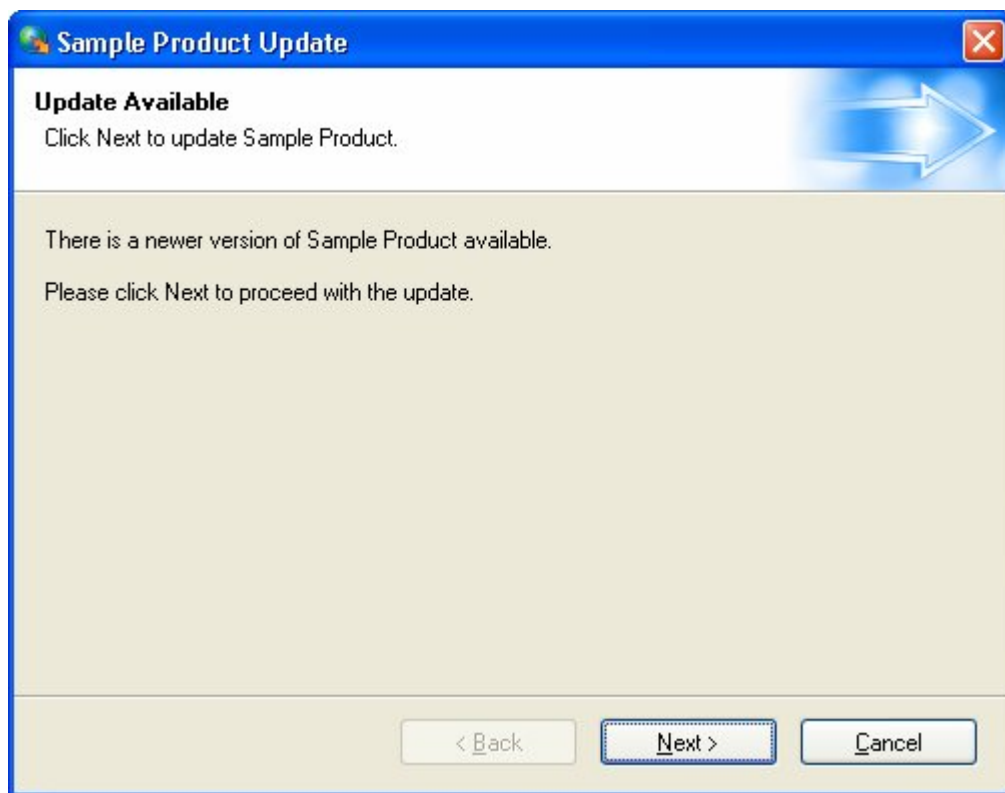 Sample Product Update
Update Available
Click Next to update Sample Product.
There is a newer version of Sample Product available.
Please click Next to proceed with the update.
< Back
Next >
Cancel